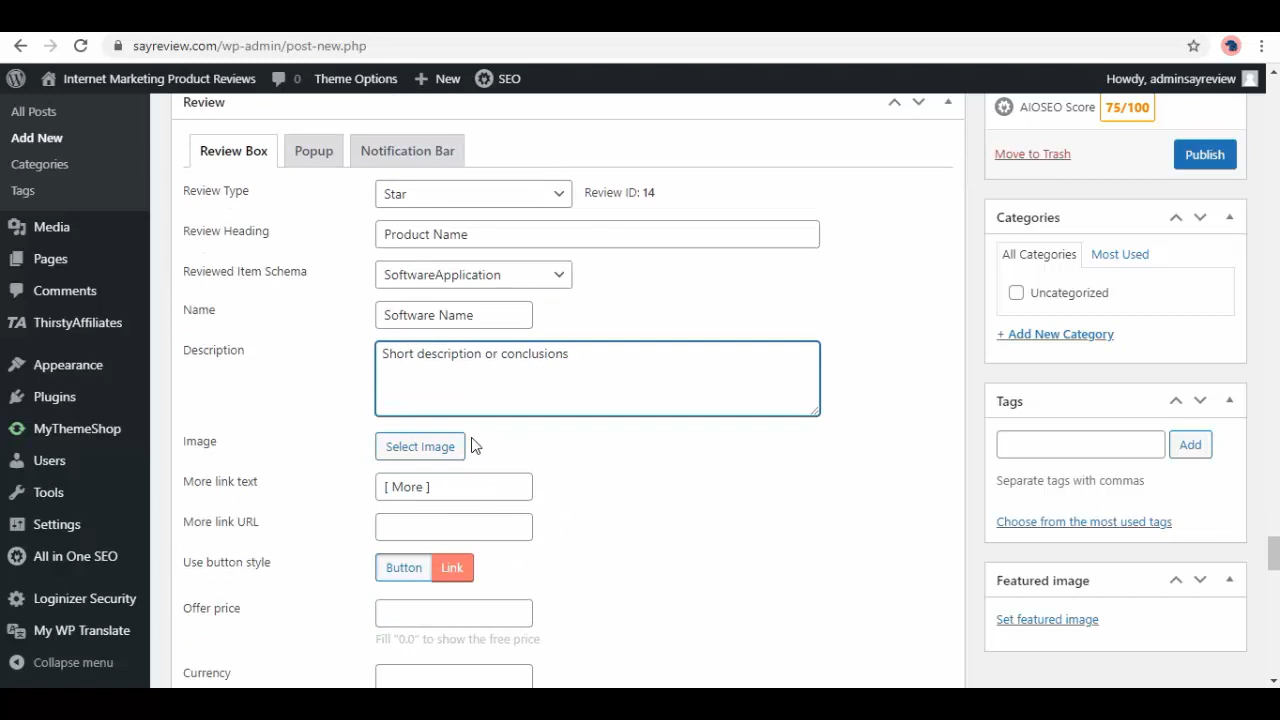 sayreview.com/wp-admin/post-new.php
Internet Marketing Product Reviews 0 Theme Options New SEO Howdy, adminsayreview
All Posts
Add New
Categories
Tags
Media
Pages
Comments
TA ThirstyAffiliates
Appearance
Plugins
MyThemeShop
Users
Tools
Settings
All in One SEO
Loginizer Security
My WP Translate
Collapse menu
Review
Review Box Popup Notification Bar
Review Type Star Review ID: 14
Review Heading Product Name
Reviewed Item Schema SoftwareApplication
Name Software Name
Description Short description or conclusions
Image Select Image
More link text [ More ]
More link URL
Use button style Button Link
Offer price
Fill "0.0" to show the free price
Currency
AIOSEO Score 75/100
Move to Trash Publish
Categories
All Categories Most Used
Uncategorized
+ Add New Category
Tags
Add
Separate tags with commas
Choose from the most used tags
Featured image
Set featured image